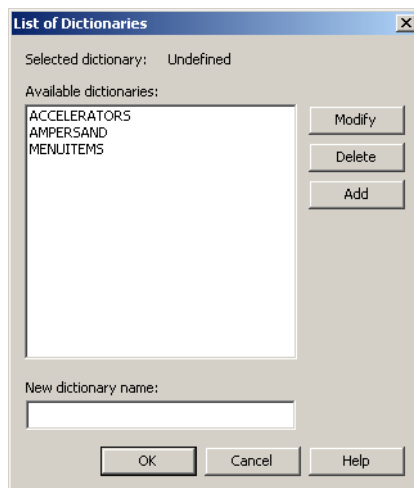 List of Dictionaries
Selected dictionary: Undefined
Available dictionaries:
ACCELERATORS
AMPERSAND
MENUITEMS
Modify
Delete
Add
New dictionary name:
OK Cancel Help